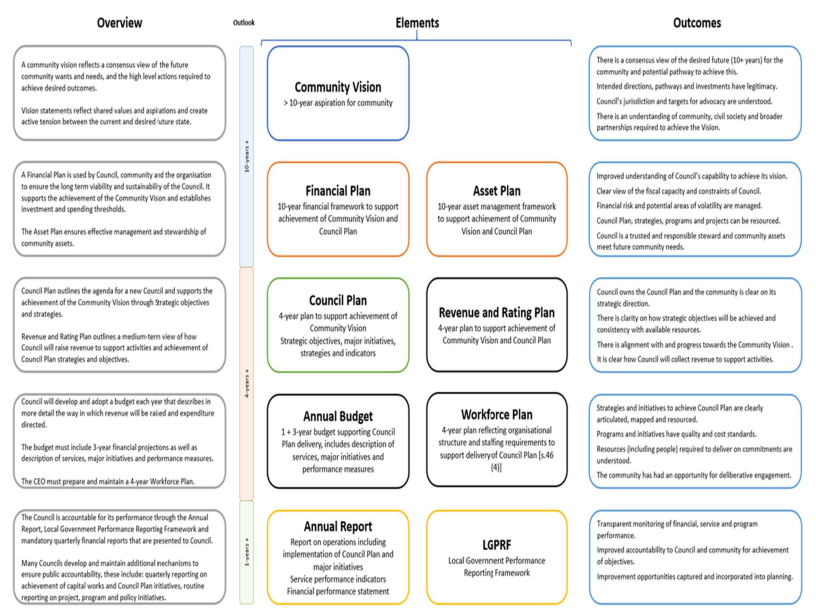 Overview
Outlook
Elements
Outcomes
A community vision reflects a consensus view of the future
community wants and needs, and the high level actions required to
achieve desired outcomes.
Vision statements reflect shared values and aspirations and create
active tension between the current and desired future state.
Community Vision
> 10-year aspiration for community
There is a consensus view of the desired future (10+ years) for the
community and potential pathway to achieve this.
Intended directions, pathways and investments have legitimacy.
Council's jurisdiction and targets for advocacy are understood.
There is an understanding of community, civil society and broader
partnerships required to achieve the Vision.
10-years +
A Financial Plan is used by Council, community and the organisation
to ensure the long term viability and sustainability of the Council. It
supports the achievement of the Community Vision and establishes
investment and spending thresholds.
The Asset Plan ensures effective management and stewardship of
community assets.
Financial Plan
10-year financial framework to support
achievement of Community Vision and
Council Plan
Asset Plan
10-year asset management framework
to support achievement of Community
Vision and Council Plan
Improved understanding of Council's capability to achieve its vision.
Clear view of the fiscal capacity and constraints of Council.
Financial risk and potential areas of volatility are managed.
Council Plan, strategies, programs and projects can be resourced.
Council is a trusted and responsible steward and community assets
meet future community needs.
Council Plan outlines the agenda for a new Council and supports the
achievement of the Community Vision through Strategic objectives
and strategies.
Revenue and Rating Plan outlines a medium-term view of how
Council will raise revenue to support activities and achievement of
Council Plan strategies and objectives.
Council Plan
4-year plan to support achievement of
Community Vision
Strategic objectives, major initiatives,
strategies and indicators
Revenue and Rating Plan
4-year plan to support achievement of
Community Vision and Council Plan
Council owns the Council Plan and the community is clear on its
strategic direction.
There is clarity on how strategic objectives will be achieved and
consistency with available resources.
There is alignment with and progress towards the Community Vision .
It is clear how Council will collect revenue to support activities.
4-years +
Council will develop and adopt a budget each year that describes in
more detail the way in which revenue will be raised and expenditure
directed.
The budget must include 3-year financial projections as well as
description of services, major initiatives and performance measures.
The CEO must prepare and maintain a 4-year Workforce Plan.
Annual Budget
1 + 3-year budget supporting Council
Plan delivery, includes description of
services, major initiatives and
performance measures
Workforce Plan
4-year plan reflecting organisational
structure and staffing requirements to
support delivery of Council Plan [s.46
(4)]
Strategies and initiatives to achieve Council Plan are clearly
articulated, mapped and resourced.
Programs and initiatives have quality and cost standards.
Resources (including people) required to deliver on commitments are
understood.
The community has had an opportunity for deliberative engagement.
1-years +
The Council is accountable for its performance through the Annual
Report, Local Government Performance Reporting Framework and
mandatory quarterly financial reports that are presented to Council.
Many Councils develop and maintain additional mechanisms to
ensure public accountability, these include: quarterly reporting on
achievement of capital works and Council Plan initiatives, routine
reporting on project, program and policy initiatives.
Annual Report
Report on operations including
implementation of Council Plan and
major initiatives
Service performance indicators
Financial performance statement
LGPRF
Local Government Performance
Reporting Framework
Transparent monitoring of financial, service and program
performance.
Improved accountability to Council and community for achievement
of objectives.
Improvement opportunities captured and incorporated into planning.